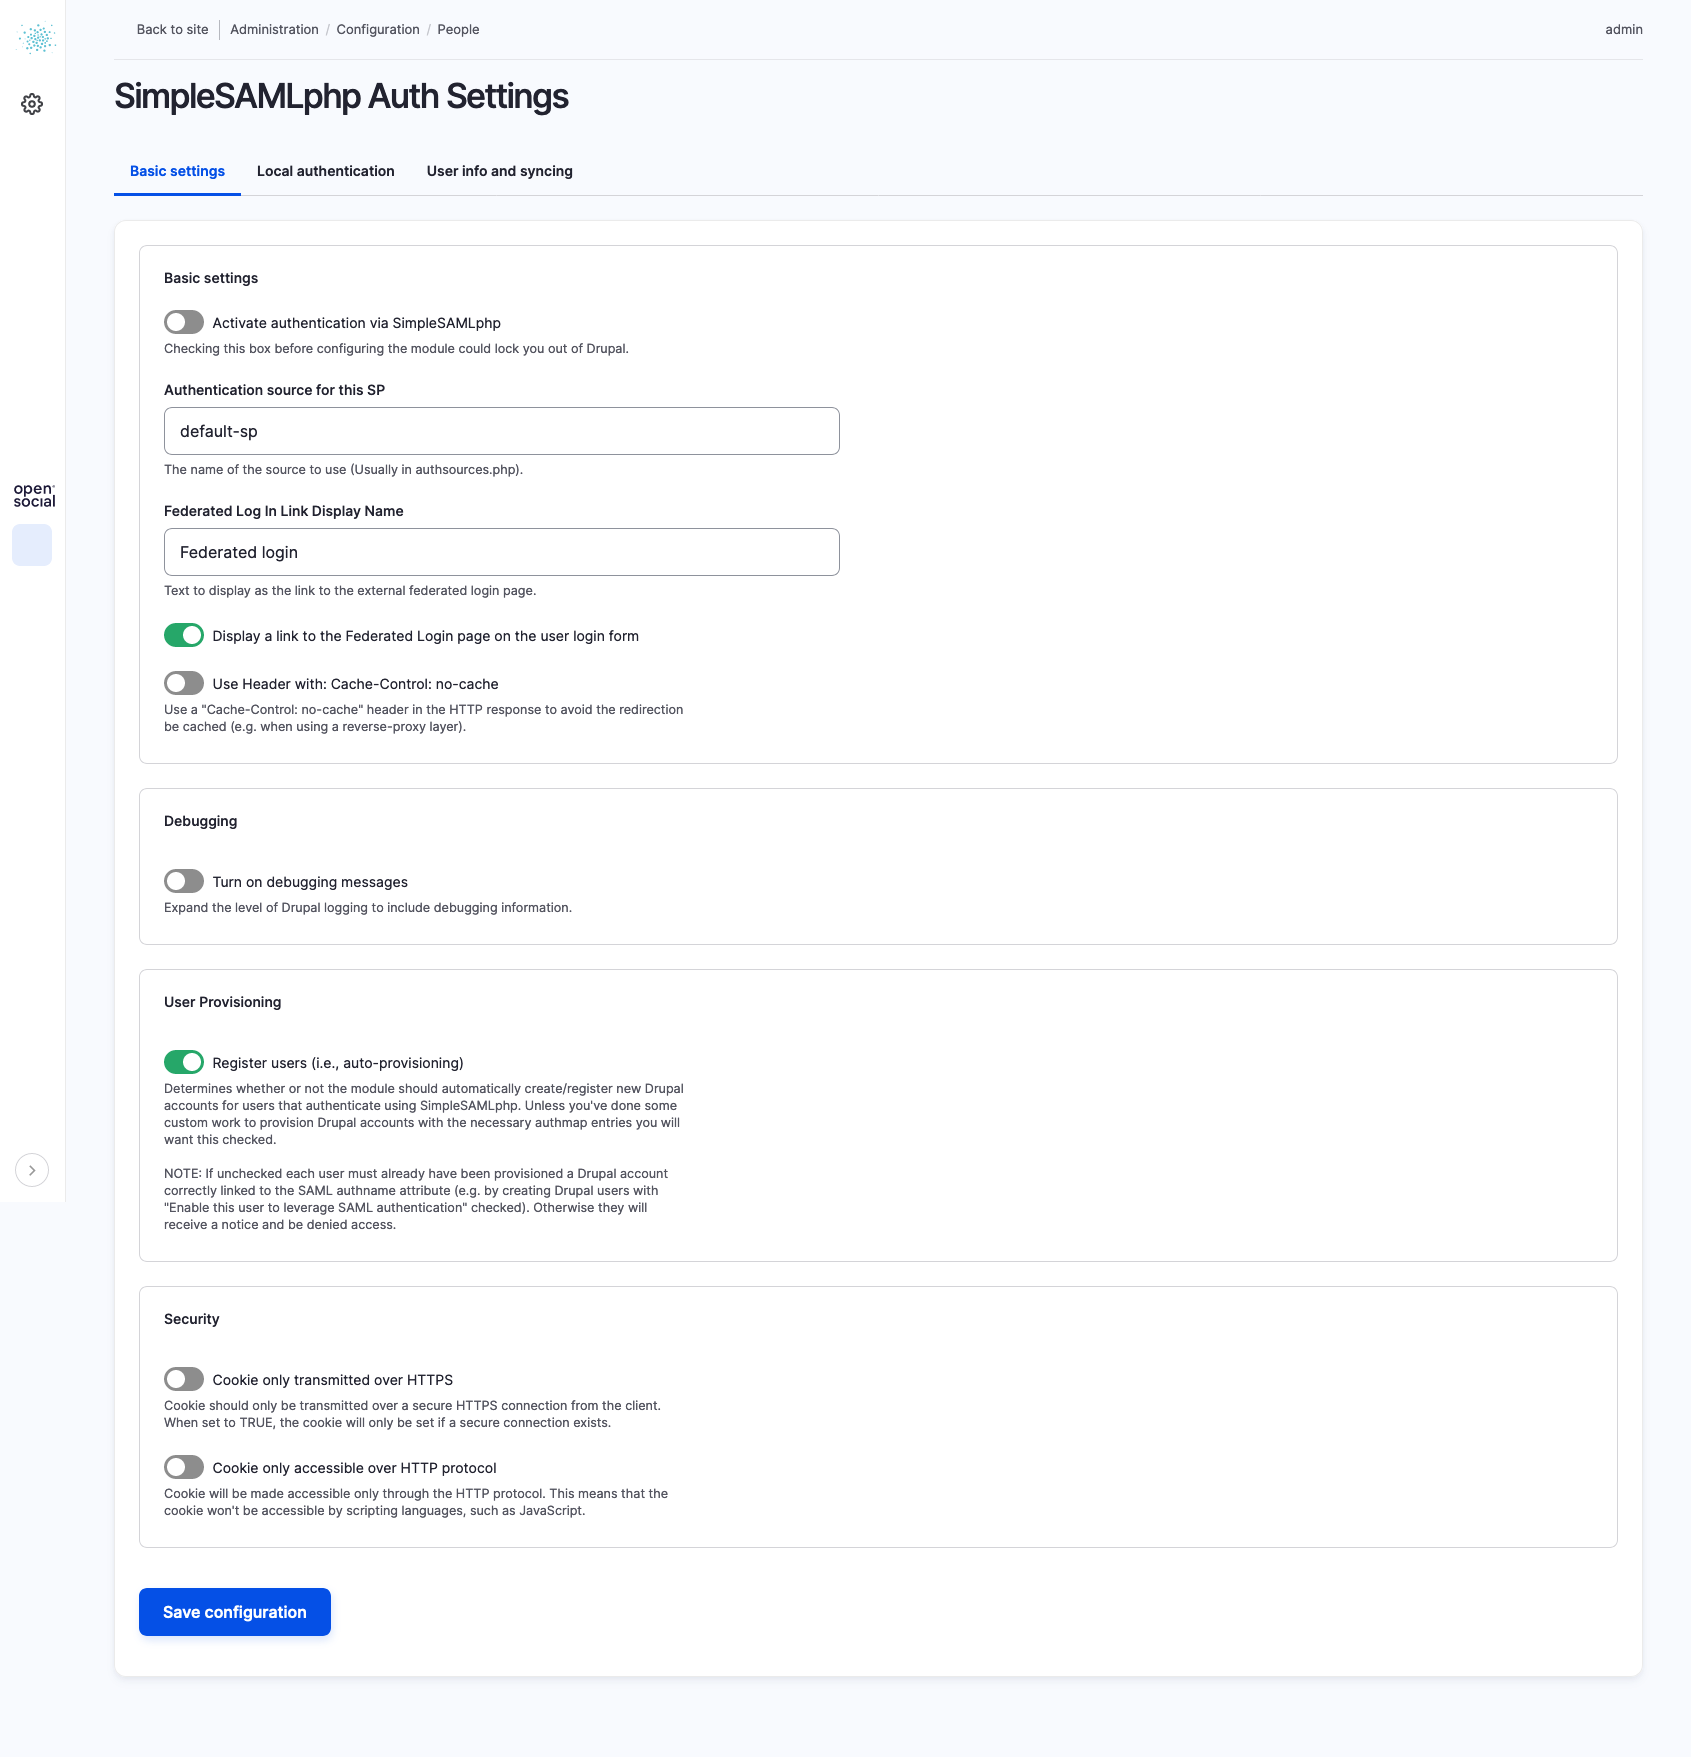 Back to site
Administration / Configuration / People
admin
SimpleSAMLphp Auth Settings
Basic settings
Local authentication
User info and syncing
Basic settings
Activate authentication via SimpleSAMLphp
Checking this box before configuring the module could lock you out of Drupal.
Authentication source for this SP
default-sp
The name of the source to use (Usually in authsources.php).
open
social
Federated Log In Link Display Name
Federated login
Text to display as the link to the external federated login page.
Display a link to the Federated Login page on the user login form
Use Header with: Cache-Control: no-cache
Use a "Cache-Control: no-cache" header in the HTTP response to avoid the redirection
be cached (e.g. when using a reverse-proxy layer).
Debugging
Turn on debugging messages
Expand the level of Drupal logging to include debugging information.
User Provisioning
Register users (i.e., auto-provisioning)
Determines whether or not the module should automatically create/register new Drupal
accounts for users that authenticate using SimpleSAMLphp. Unless you've done some
custom work to provision Drupal accounts with the necessary authmap entries you will
want this checked.
NOTE: If unchecked each user must already have been provisioned a Drupal account
correctly linked to the SAML authname attribute (e.g. by creating Drupal users with
"Enable this user to leverage SAML authentication" checked). Otherwise they will
receive a notice and be denied access.
Security
Cookie only transmitted over HTTPS
Cookie should only be transmitted over a secure HTTPS connection from the client.
When set to TRUE, the cookie will only be set if a secure connection exists.
Cookie only accessible over HTTP protocol
Cookie will be made accessible only through the HTTP protocol. This means that the
cookie won't be accessible by scripting languages, such as JavaScript.
Save configuration